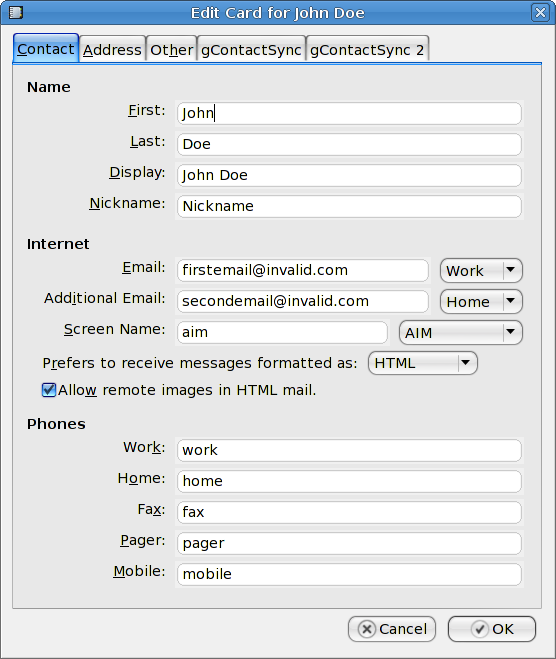 Edit Card for John Doe
Contact Address Other gContactSync gContactSync 2
Name
First: John
Last: Doe
Display: John Doe
Nickname: Nickname
Internet
Email: firstemail@invalid.com Work
Additional Email: secondemail@invalid.com Home
Screen Name: aim AIM
Prefers to receive messages formatted as: HTML
Allow remote images in HTML mail.
Phones
Work: work
Home: home
Fax: fax
Pager: pager
Mobile: mobile
Cancel OK